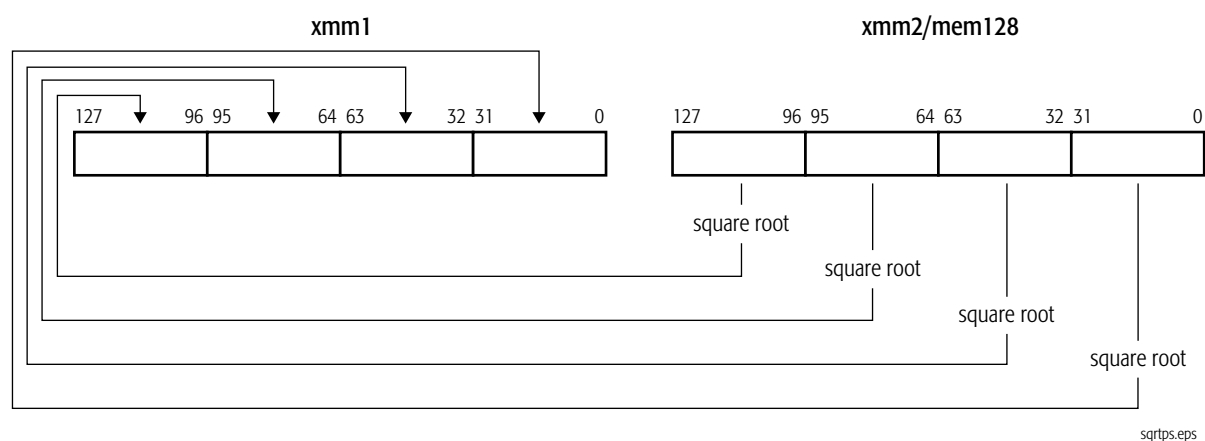 xmm1 xmm2/mem128
127 96 95 64 63 32 31 0 127 96 95 64 63 32 31 0
square root
square root
square root
square root
sqrtps.eps